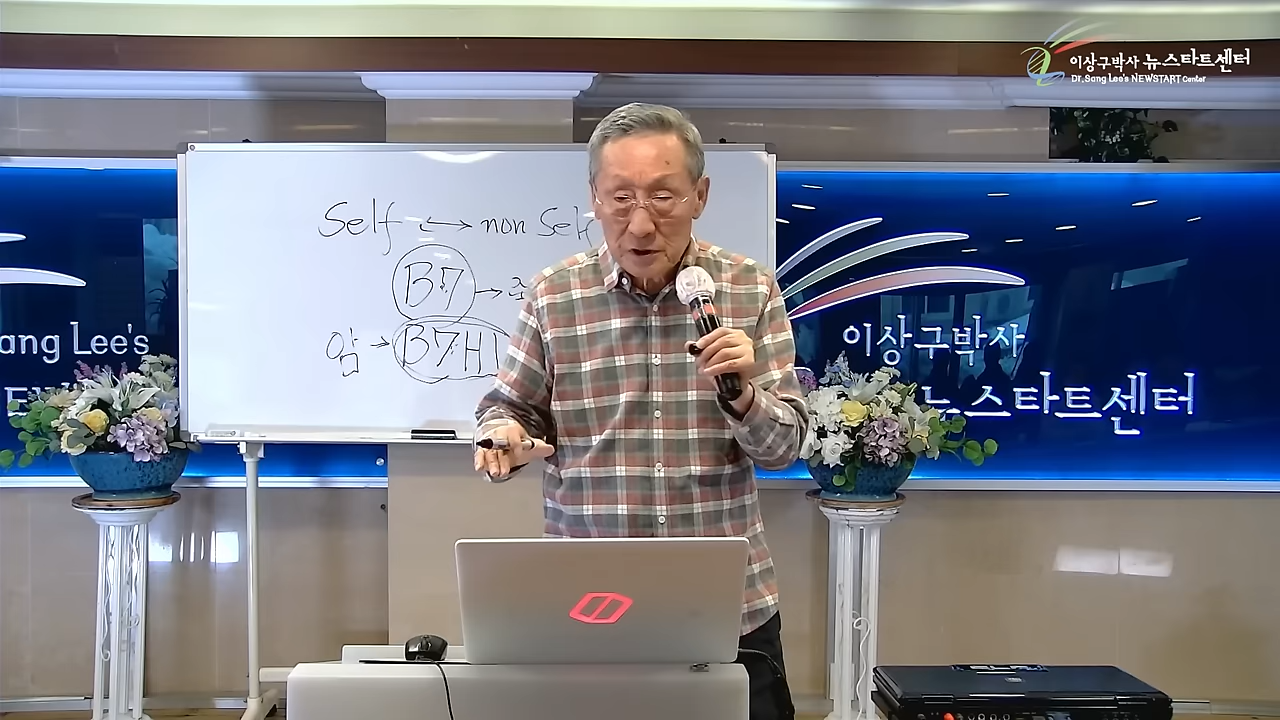 이상구박사 뉴스타트센터
Dr. Sang Lee's NEWSTART Center
Self ↔ non Self
B7 →
암 → B7H1
ang Lee's
이상구박사
뉴스타트센터